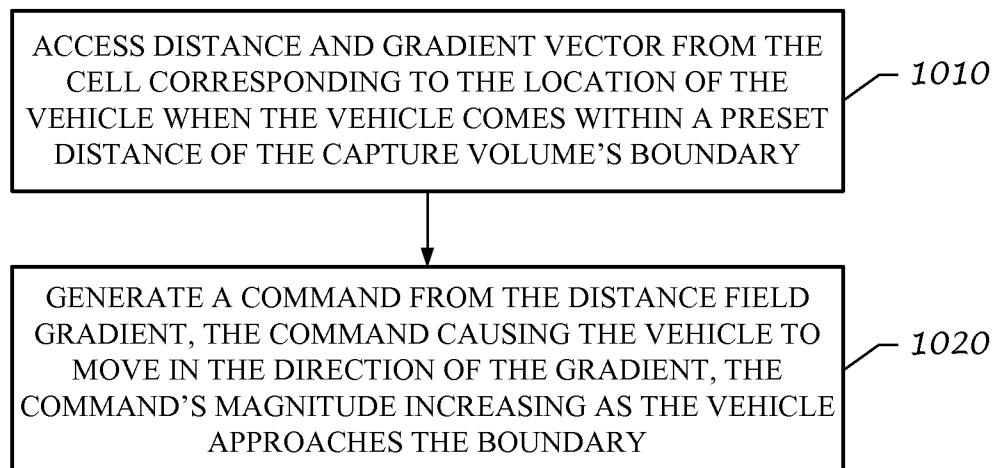 ACCESS DISTANCE AND GRADIENT VECTOR FROM THE
CELL CORRESPONDING TO THE LOCATION OF THE
VEHICLE WHEN THE VEHICLE COMES WITHIN A PRESET
DISTANCE OF THE CAPTURE VOLUME’S BOUNDARY
1010
GENERATE A COMMAND FROM THE DISTANCE FIELD
GRADIENT, THE COMMAND CAUSING THE VEHICLE TO
MOVE IN THE DIRECTION OF THE GRADIENT, THE
COMMAND’S MAGNITUDE INCREASING AS THE VEHICLE
APPROACHES THE BOUNDARY
1020